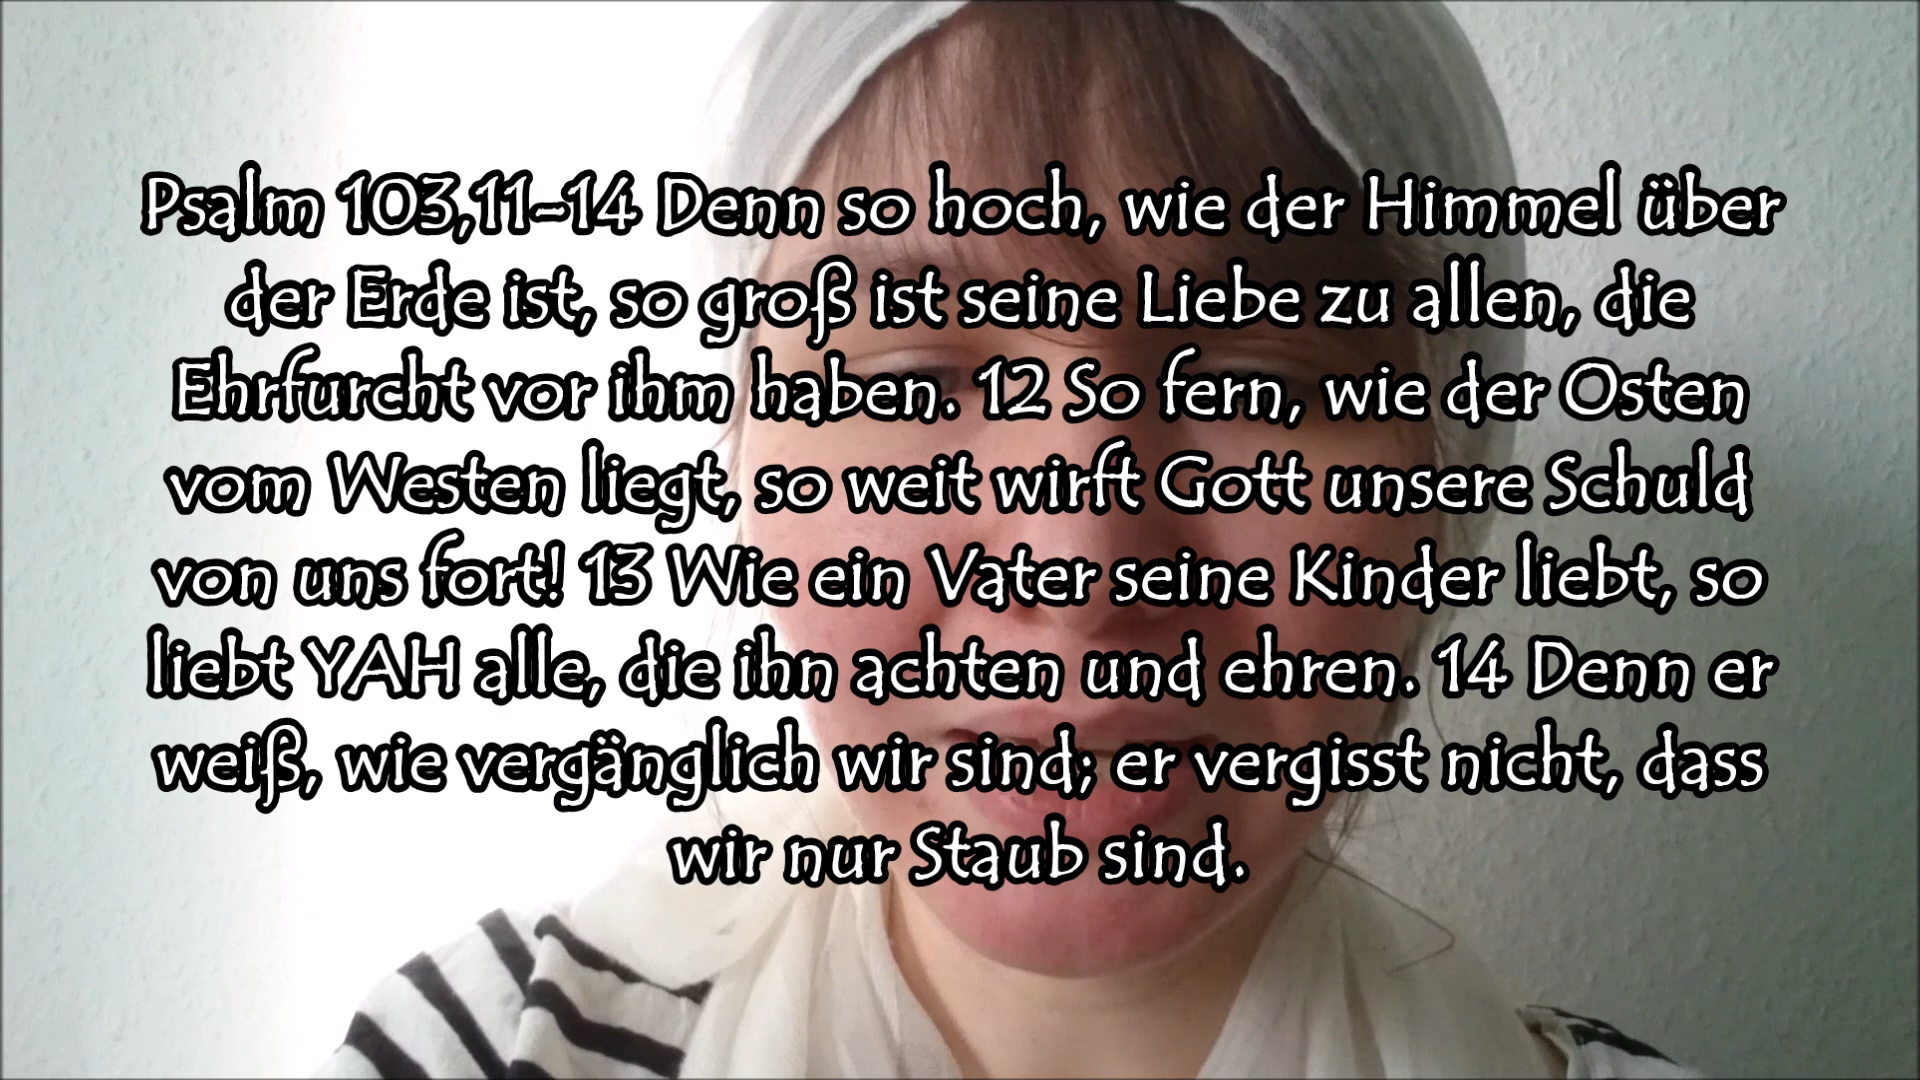 Psalm 103,11-14 Denn so hoch, wie der Himmel über
der Erde ist, so groß ist seine Liebe zu allen, die
Ehrfurcht vor ihm haben. 12 So fern, wie der Osten
vom Westen liegt, so weit wirft Gott unsere Schuld
von uns fort! 13 Wie ein Vater seine Kinder liebt, so
liebt YAH alle, die ihn achten und ehren. 14 Denn er
weiß, wie vergänglich wir sind; er vergisst nicht, dass
wir nur Staub sind.